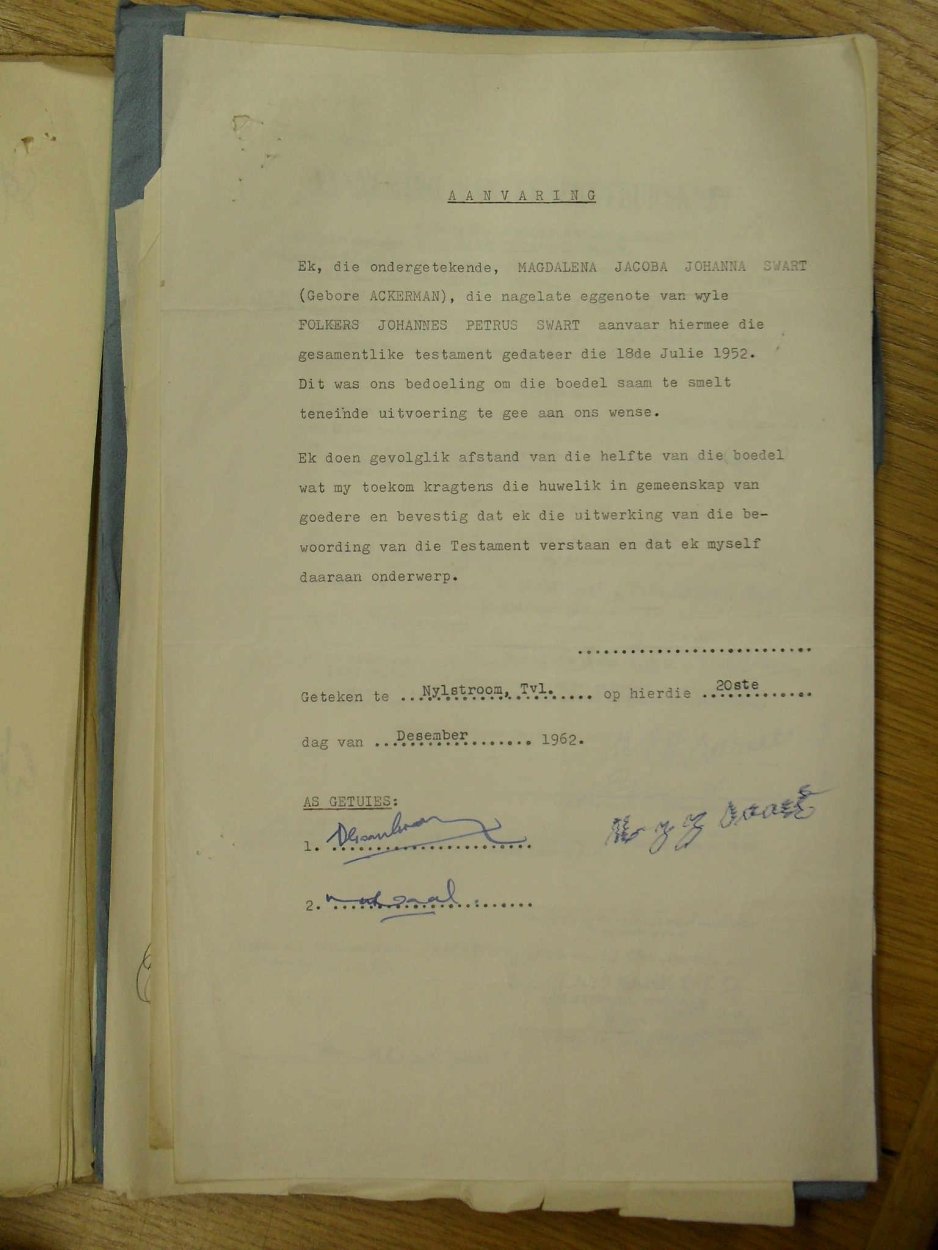 A A N V A R I N G
Ek, die ondergetekende, MAGDALENA JACOBA JOHANNA SWART
(Gebore ACKERMAN), die nagelate eggenote van wyle
FOLKERS JOHANNES PETRUS SWART aanvaar hiermee die
gesamentlike testament gedateer die 18de Julie 1952.
Dit was ons bedoeling om die boedel saam te smelt
teneinde uitvoering te gee aan ons wense.
Ek doen gevolglik afstand van die helfte van die boedel
wat my toekom kragtens die huwelik in gemeenskap van
goedere en bevestig dat ek die uitwerking van die be-
woording van die Testament verstaan en dat ek myself
daaraan onderwerp.
Geteken te ...Nylstroom, Tvl...... op hierdie ..20ste.......
dag van ...Desember........ 1962.
AS GETUIES:
1.
2.